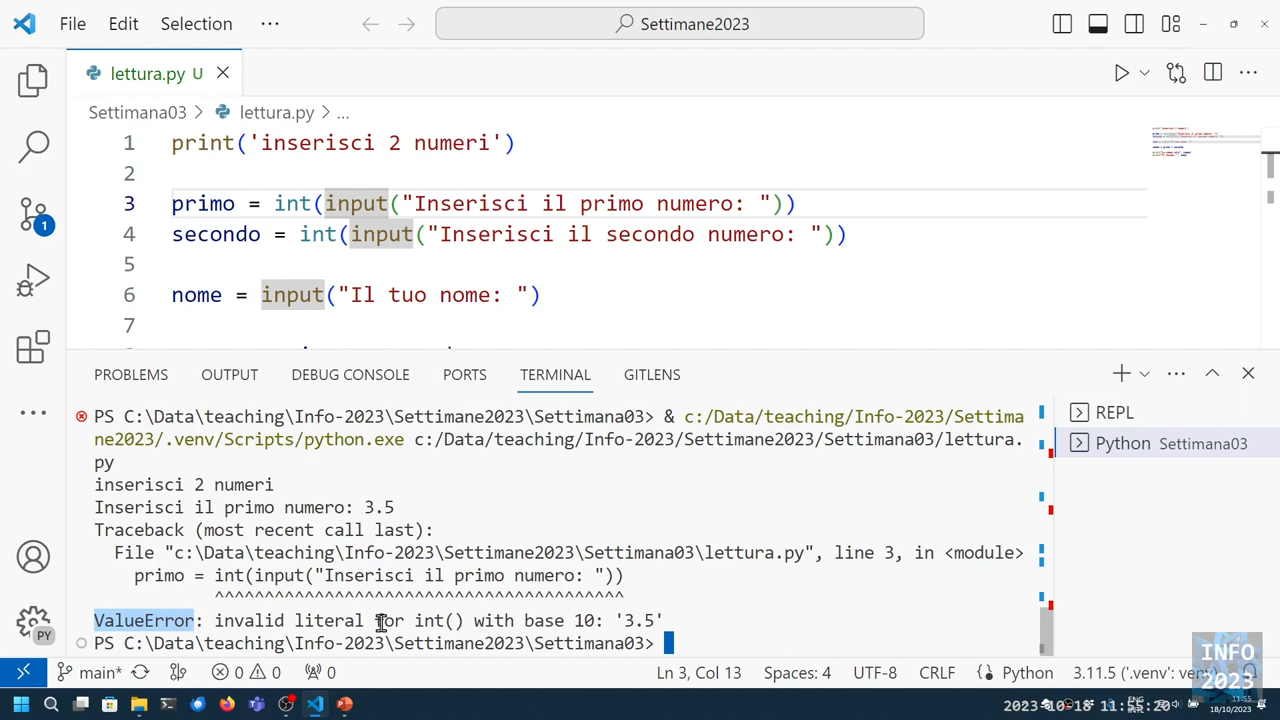 File Edit Selection ··· Settimane2023
lettura.py U
Settimana03 > lettura.py > ...
1 print('inserisci 2 numeri')
2
3 primo = int(input("Inserisci il primo numero: "))
4 secondo = int(input("Inserisci il secondo numero: "))
5
6 nome = input("Il tuo nome: ")
7
PROBLEMS OUTPUT DEBUG CONSOLE PORTS TERMINAL GITLENS
PS C:\Data\teaching\Info-2023\Settimane2023\Settimana03> & c:/Data/teaching/Info-2023/Settima
ne2023/.venv/Scripts/python.exe c:/Data/teaching/Info-2023/Settimane2023/Settimana03/lettura.
py
inserisci 2 numeri
Inserisci il primo numero: 3.5
Traceback (most recent call last):
File "c:\Data\teaching\Info-2023\Settimane2023\Settimana03\lettura.py", line 3, in <module>
primo = int(input("Inserisci il primo numero: "))
^^^^^^^^^^^^^^^^^^^^^^^^^^^^^^^^^^^^^^^^^
ValueError: invalid literal for int() with base 10: '3.5'
PS C:\Data\teaching\Info-2023\Settimane2023\Settimana03>
REPL
Python Settimana03
1
PY
main* 0 0 0 Ln 3, Col 13 Spaces: 4 UTF-8 CRLF Python 3.11.5 ('.venv': venv)
INFO
2023
ENG
11:55
18/10/2023